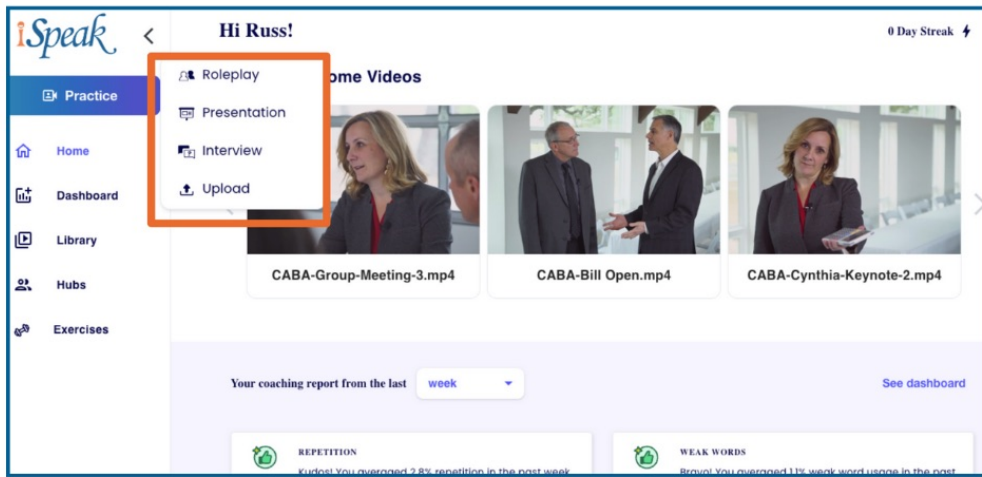 iSpeak
Hi Russ!
0 Day Streak
Practice
Roleplay
Presentation
Interview
Upload
ome Videos
Home
Dashboard
Library
Hubs
Exercises
CABA-Group-Meeting-3.mp4
CABA-Bill Open.mp4
CABA-Cynthia-Keynote-2.mp4
Your coaching report from the last
week
See dashboard
REPETITION
Kudos! You averaged 2.8% repetition in the past week
WEAK WORDS
Bravo! You averaged 1.1% weak word usage in the past